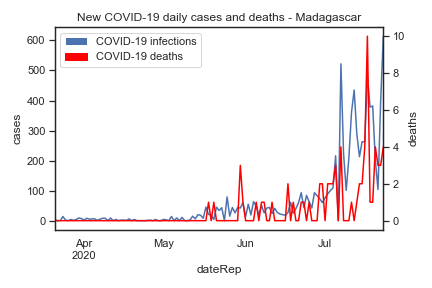 New COVID-19 daily cases and deaths - Madagascar
COVID-19 infections
COVID-19 deaths
600
500
400
300
200
100
0
cases
10
8
6
4
2
0
deaths
Apr
2020
May
Jun
Jul
dateRep